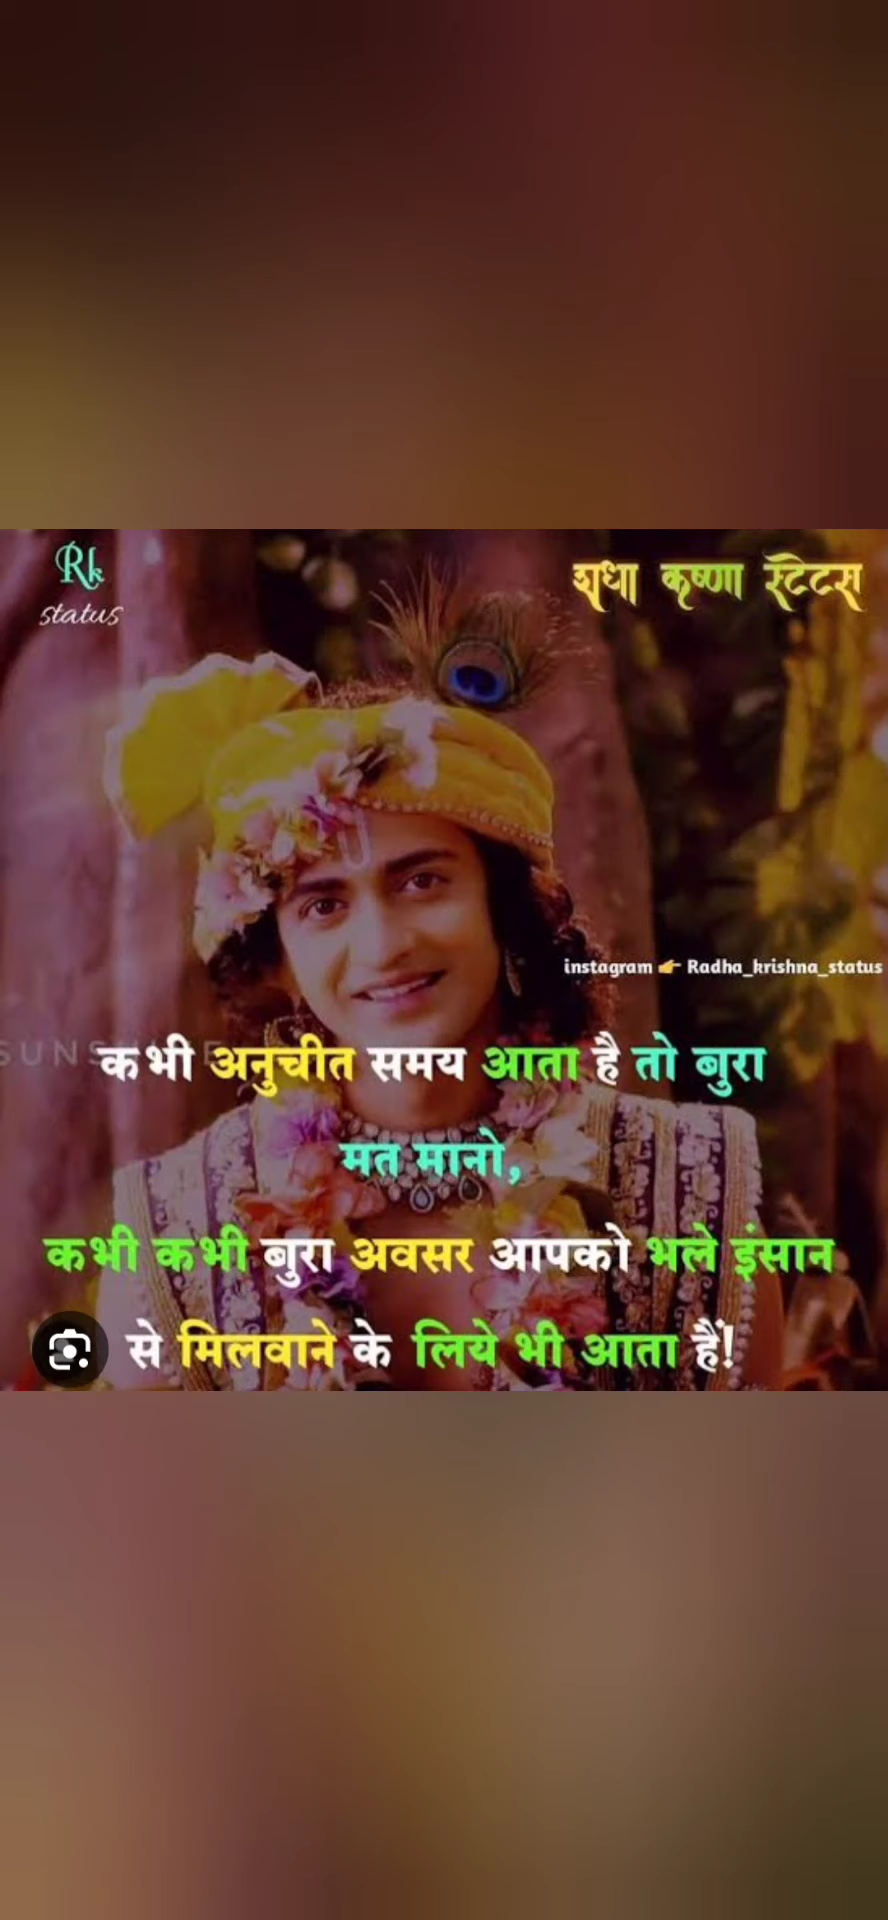 Rk
status
राधा कृष्णा स्टेटस
instagram 👉 Radha_krishna_status
कभी अनुचीत समय आता है तो बुरा
मत मानो,
कभी कभी बुरा अवसर आपको भले इंसान
से मिलवाने के लिये भी आता हैं!